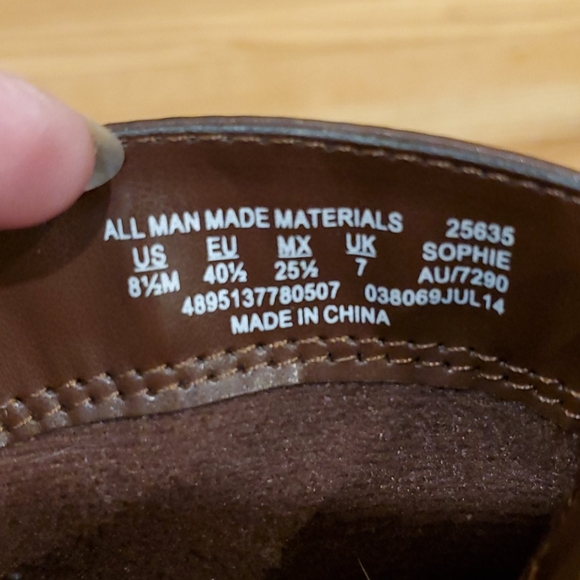 ALL MAN MADE MATERIALS 25635
US EU MX UK SOPHIE
8½M 40½ 25½ 7 AU/7290
4895137780507 038069JUL14
MADE IN CHINA